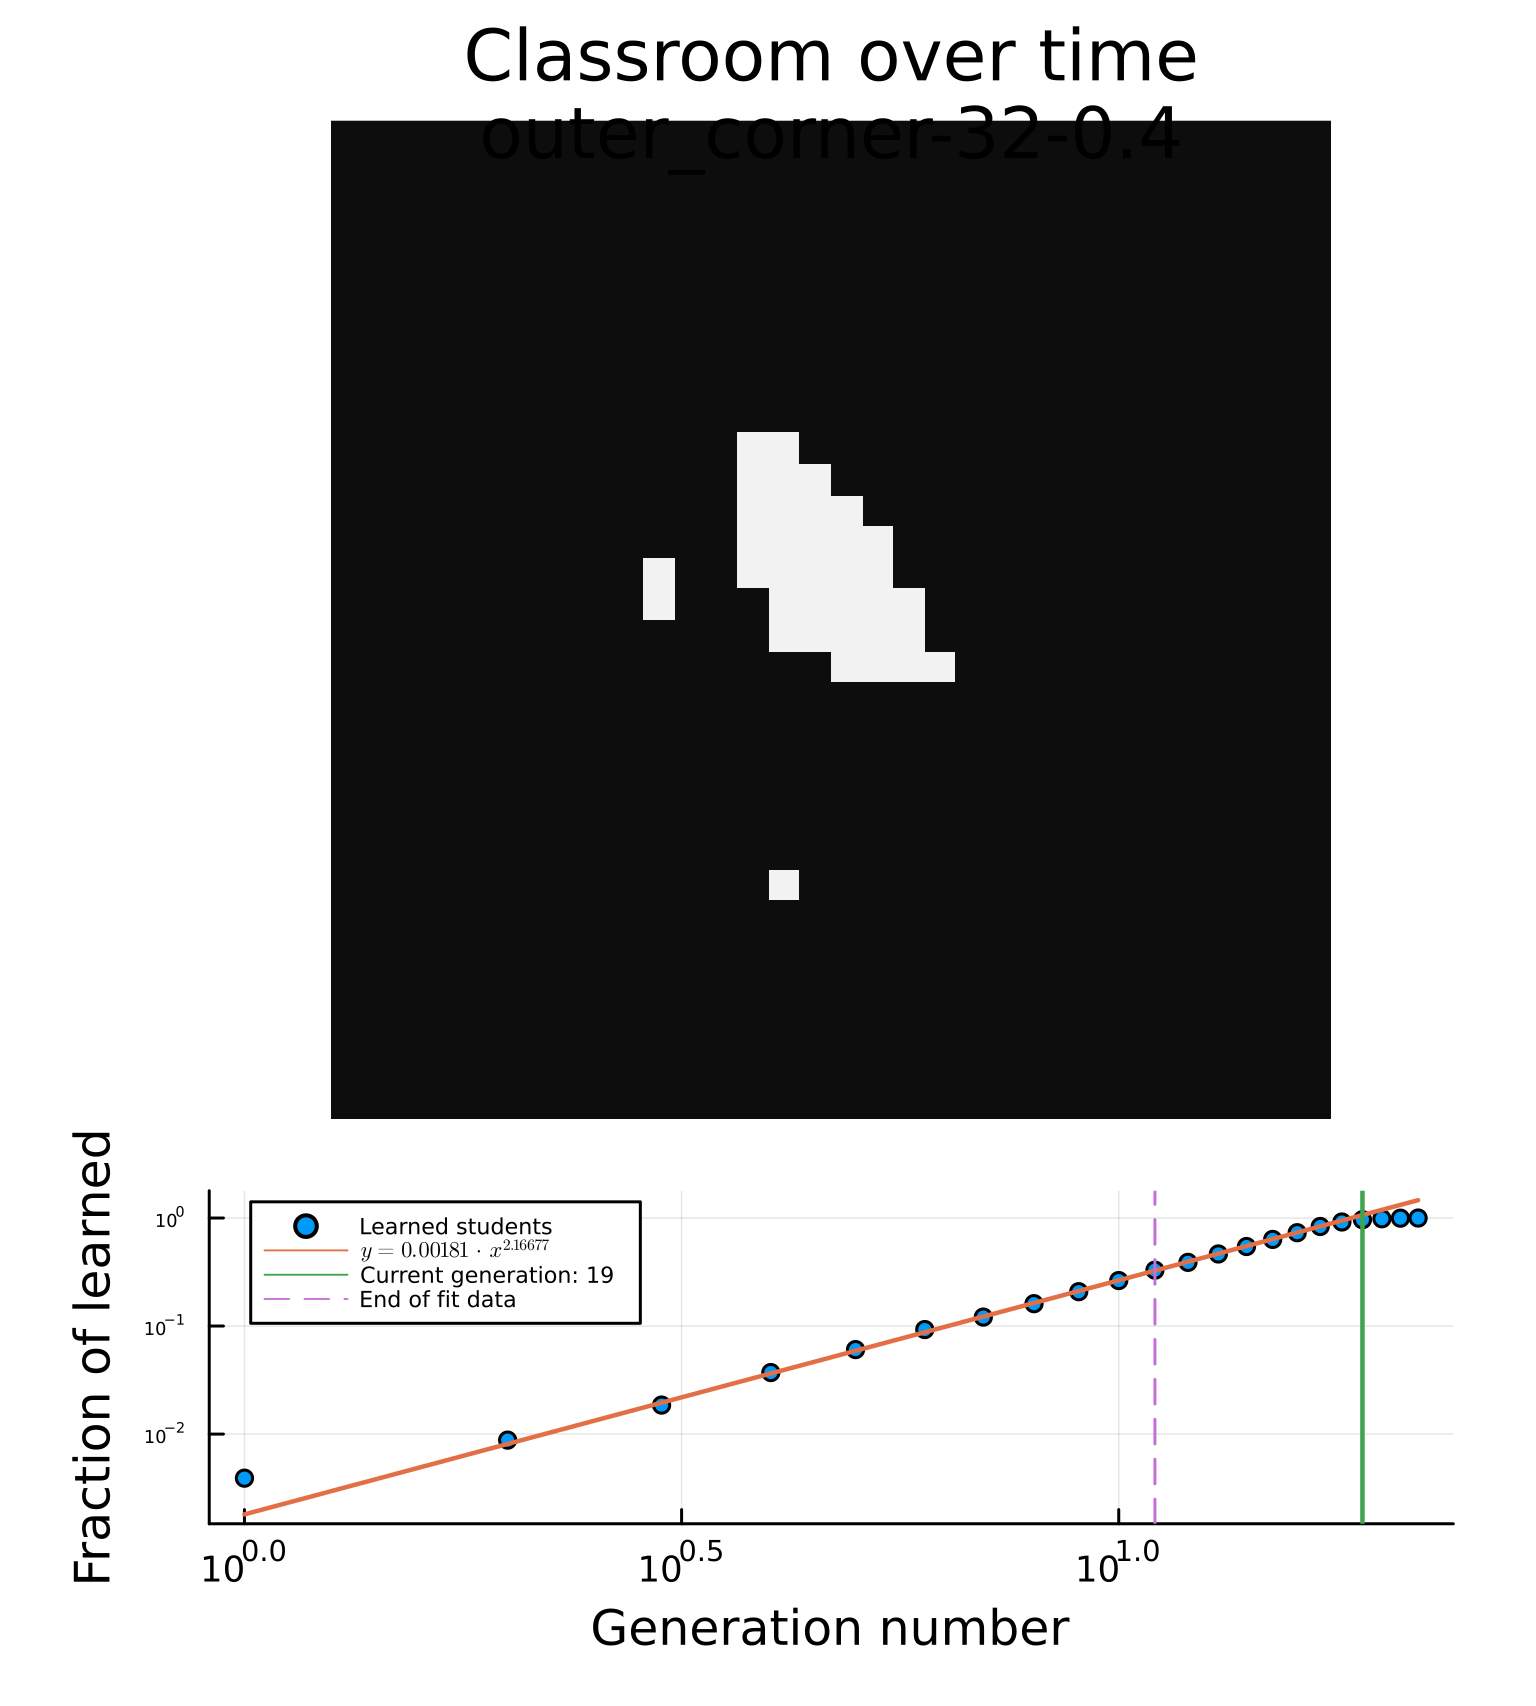 Classroom over time
outer_corner-32-0.4
Fraction of learned
10^0
10^−1
10^−2
Learned students
y = 0.00181 · x^2.16677
Current generation: 19
End of fit data
10^0.0
10^0.5
10^1.0
Generation number